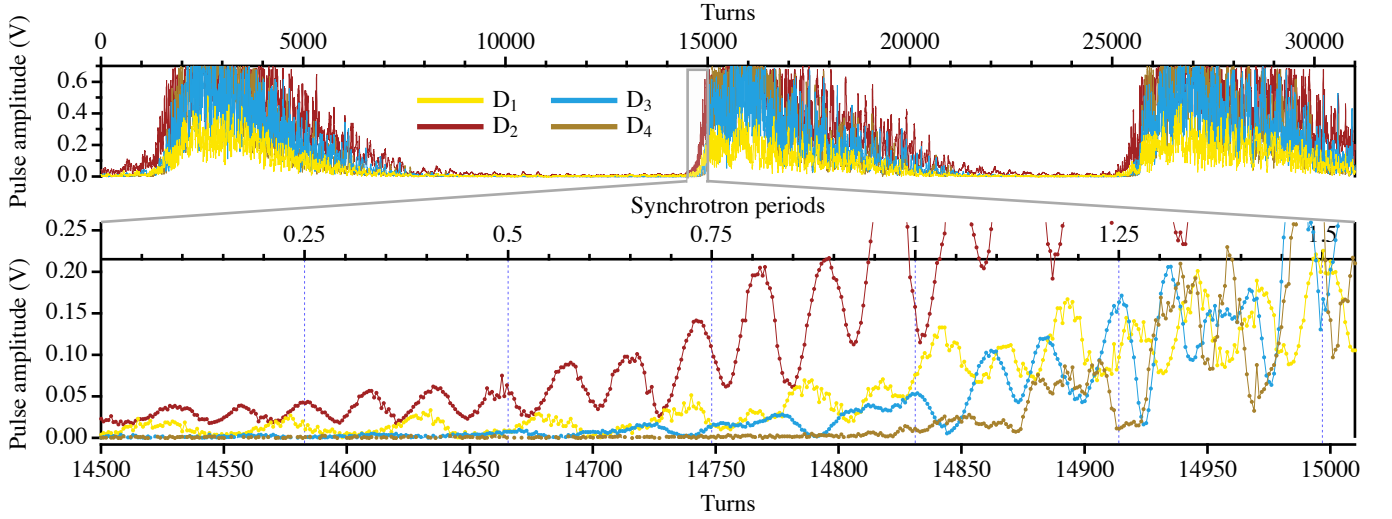 Turns
0 5000 10000 15000 20000 25000 30000
Pulse amplitude (V)
0.6
0.4
0.2
0.0
D₁ D₃
D₂ D₄
Synchrotron periods
0.25 0.5 0.75 1 1.25 1.5
Pulse amplitude (V)
0.25
0.20
0.15
0.10
0.05
0.00
14500 14550 14600 14650 14700 14750 14800 14850 14900 14950 15000
Turns